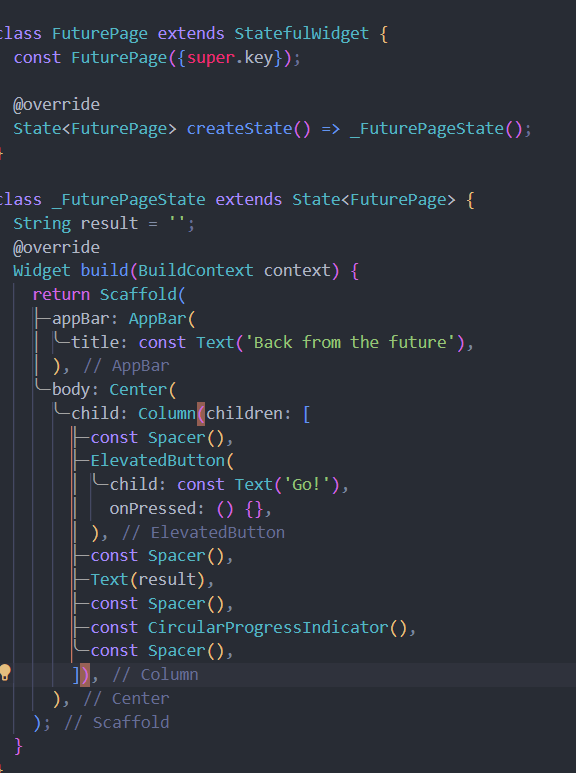 class FuturePage extends StatefulWidget {
const FuturePage({super.key});
@override
State<FuturePage> createState() => _FuturePageState();
}
class _FuturePageState extends State<FuturePage> {
String result = '';
@override
Widget build(BuildContext context) {
return Scaffold(
appBar: AppBar(
title: const Text('Back from the future'),
), // AppBar
body: Center(
child: Column(children: [
const Spacer(),
ElevatedButton(
child: const Text('Go!'),
onPressed: () {},
), // ElevatedButton
const Spacer(),
Text(result),
const Spacer(),
const CircularProgressIndicator(),
const Spacer(),
]), // Column
), // Center
); // Scaffold
}
}